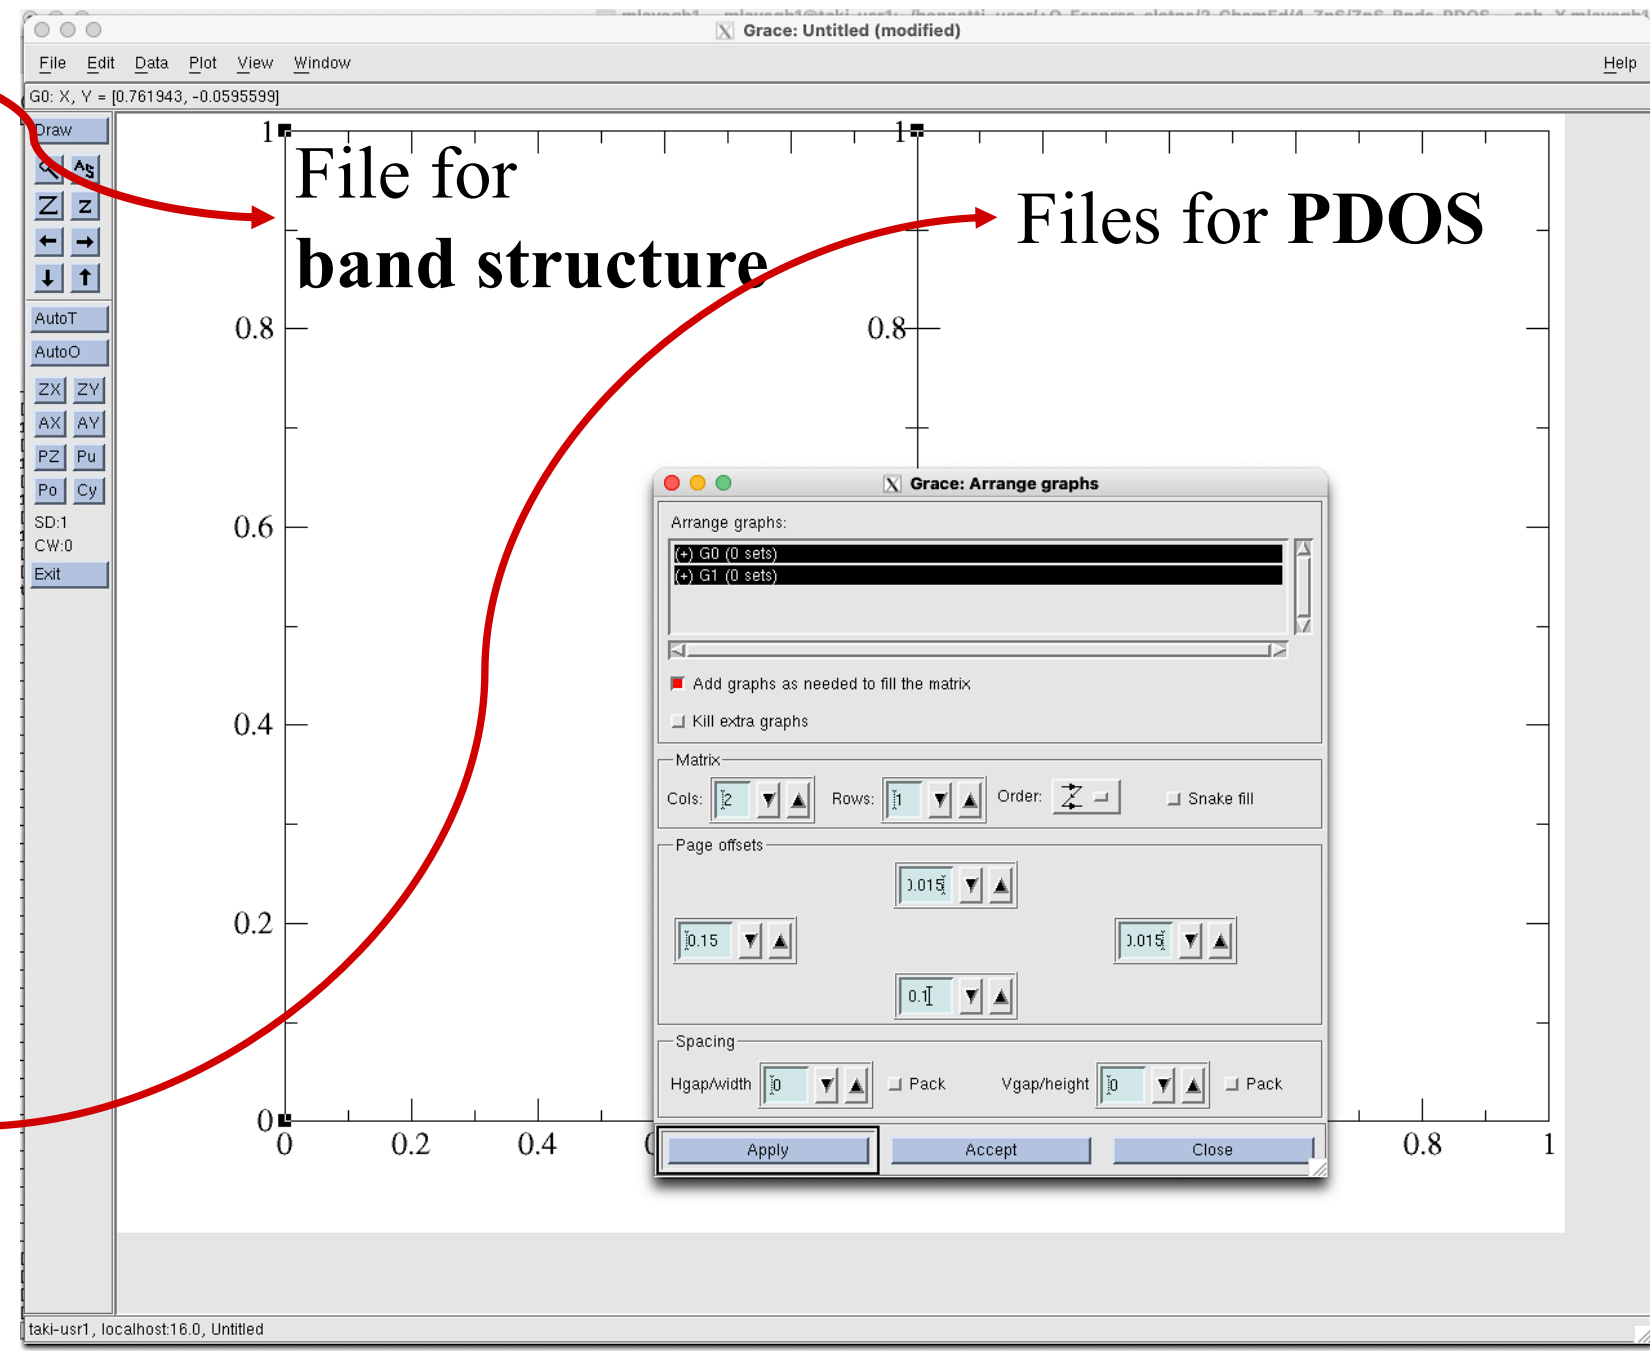 Grace: Untitled (modified)
File Edit Data Plot View Window Help
G0: X, Y = [0.761943, -0.0595599]
Draw
AS
Z z
AutoT
AutoO
ZX ZY
AX AY
PZ Pu
Po Cy
SD:1
CW:0
Exit
1 1
File for
band structure
Files for PDOS
0.8 0.8
0.6
0.4
0.2
0
0 0.2 0.4 0.8 1
Grace: Arrange graphs
Arrange graphs:
(+) G0 (0 sets)
(+) G1 (0 sets)
Add graphs as needed to fill the matrix
Kill extra graphs
Matrix
Cols: 2 Rows: 1 Order: Snake fill
Page offsets
0.015
0.15 0.015
0.1
Spacing
Hgap/width 0 Pack Vgap/height 0 Pack
Apply Accept Close
taki-usr1, localhost:16.0, Untitled